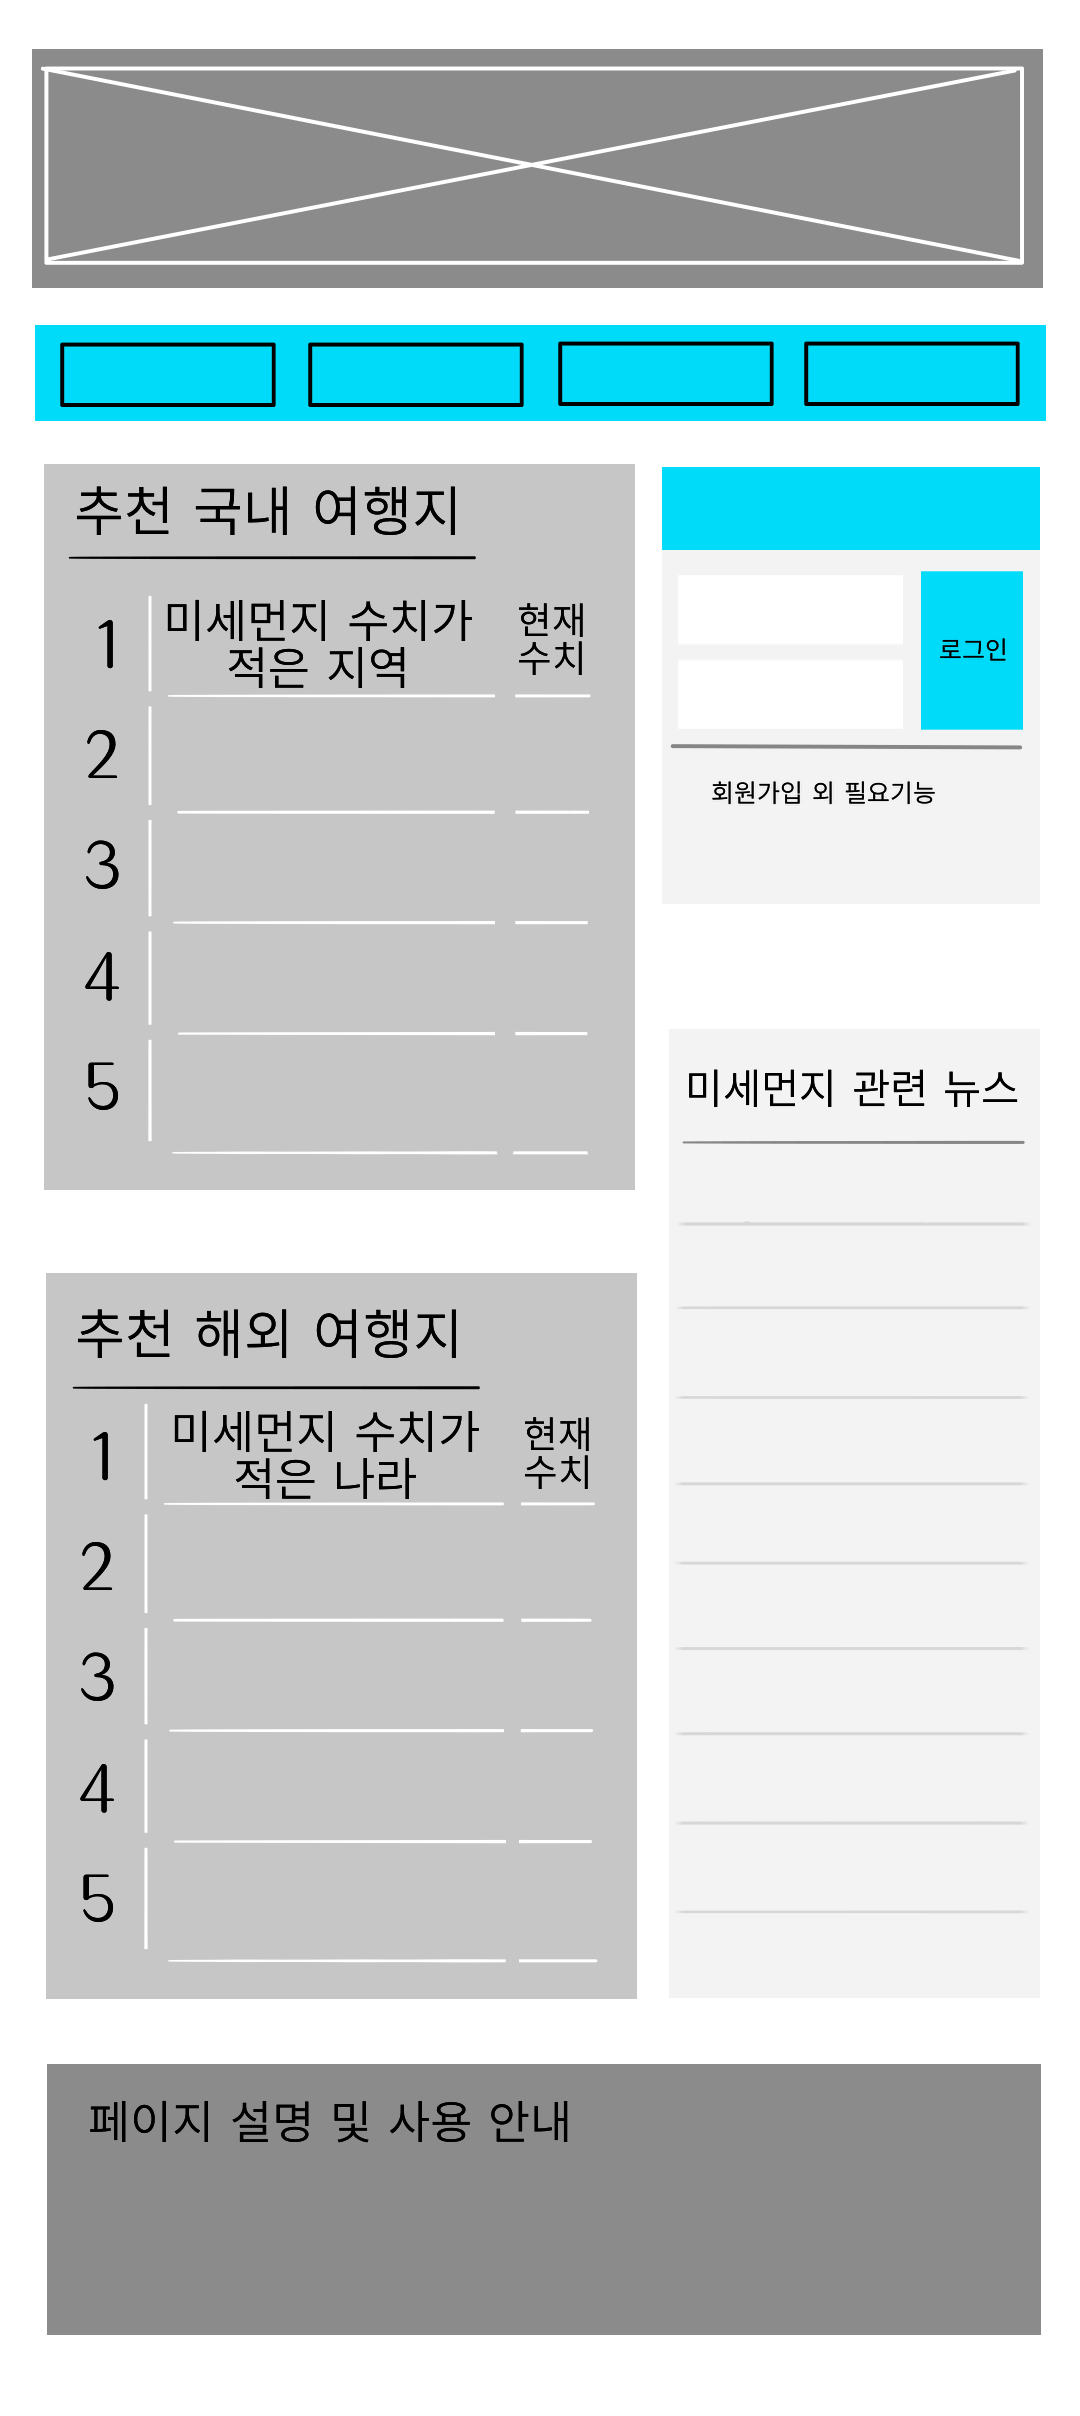 추천 국내 여행지
1
미세먼지 수치가
적은 지역
현재
수치
2
3
4
5
로그인
회원가입 외 필요기능
미세먼지 관련 뉴스
추천 해외 여행지
1
미세먼지 수치가
적은 나라
현재
수치
2
3
4
5
페이지 설명 및 사용 안내